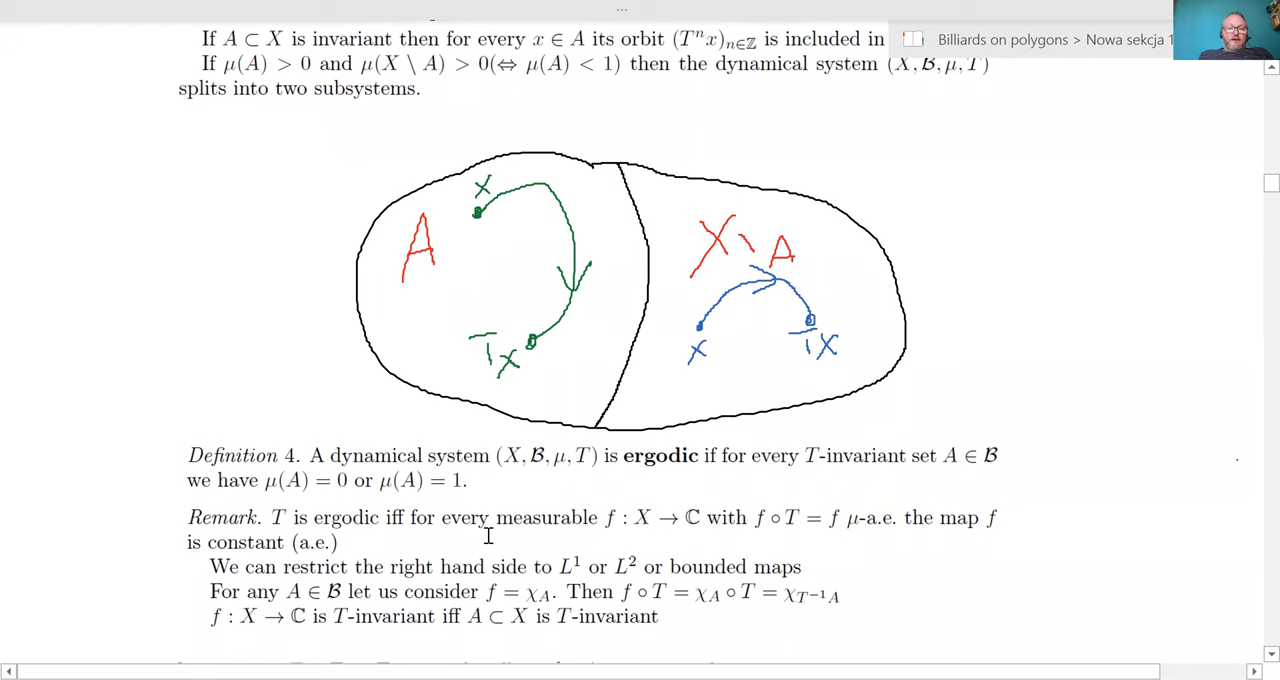 If A ⊂ X is invariant then for every x ∈ A its orbit (Tⁿx)ₙ∈ℤ is included in
Billiards on polygons > Nowa sekcja 1
If μ(A) > 0 and μ(X \ A) > 0(⇔ μ(A) < 1) then the dynamical system (X, ℬ, μ, T)
splits into two subsystems.
x
A
X \ A
Tx
x
Tx
Definition 4. A dynamical system (X, ℬ, μ, T) is ergodic if for every T-invariant set A ∈ ℬ
we have μ(A) = 0 or μ(A) = 1.
Remark. T is ergodic iff for every measurable f : X → ℂ with f ∘ T = f μ-a.e. the map f
is constant (a.e.)
We can restrict the right hand side to L¹ or L² or bounded maps
For any A ∈ ℬ let us consider f = χ_A. Then f ∘ T = χ_A ∘ T = χ_{T⁻¹A}
f : X → ℂ is T-invariant iff A ⊂ X is T-invariant